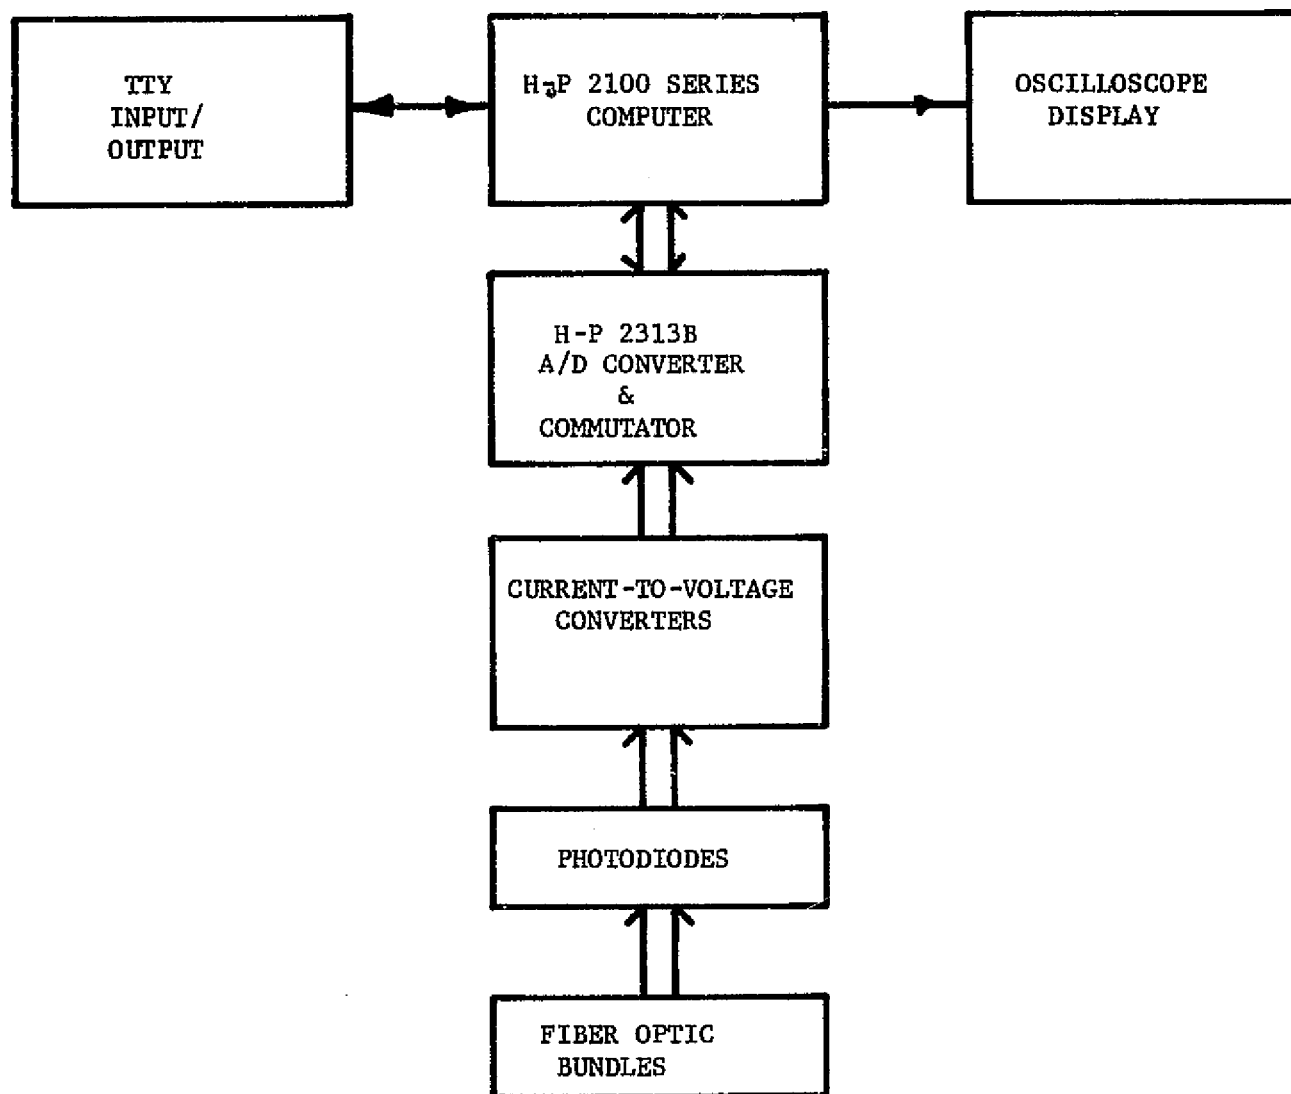 TTY
INPUT/
OUTPUT
H-P 2100 SERIES
COMPUTER
OSCILLOSCOPE
DISPLAY
H-P 2313B
A/D CONVERTER
&
COMMUTATOR
CURRENT-TO-VOLTAGE
CONVERTERS
PHOTODIODES
FIBER OPTIC
BUNDLES